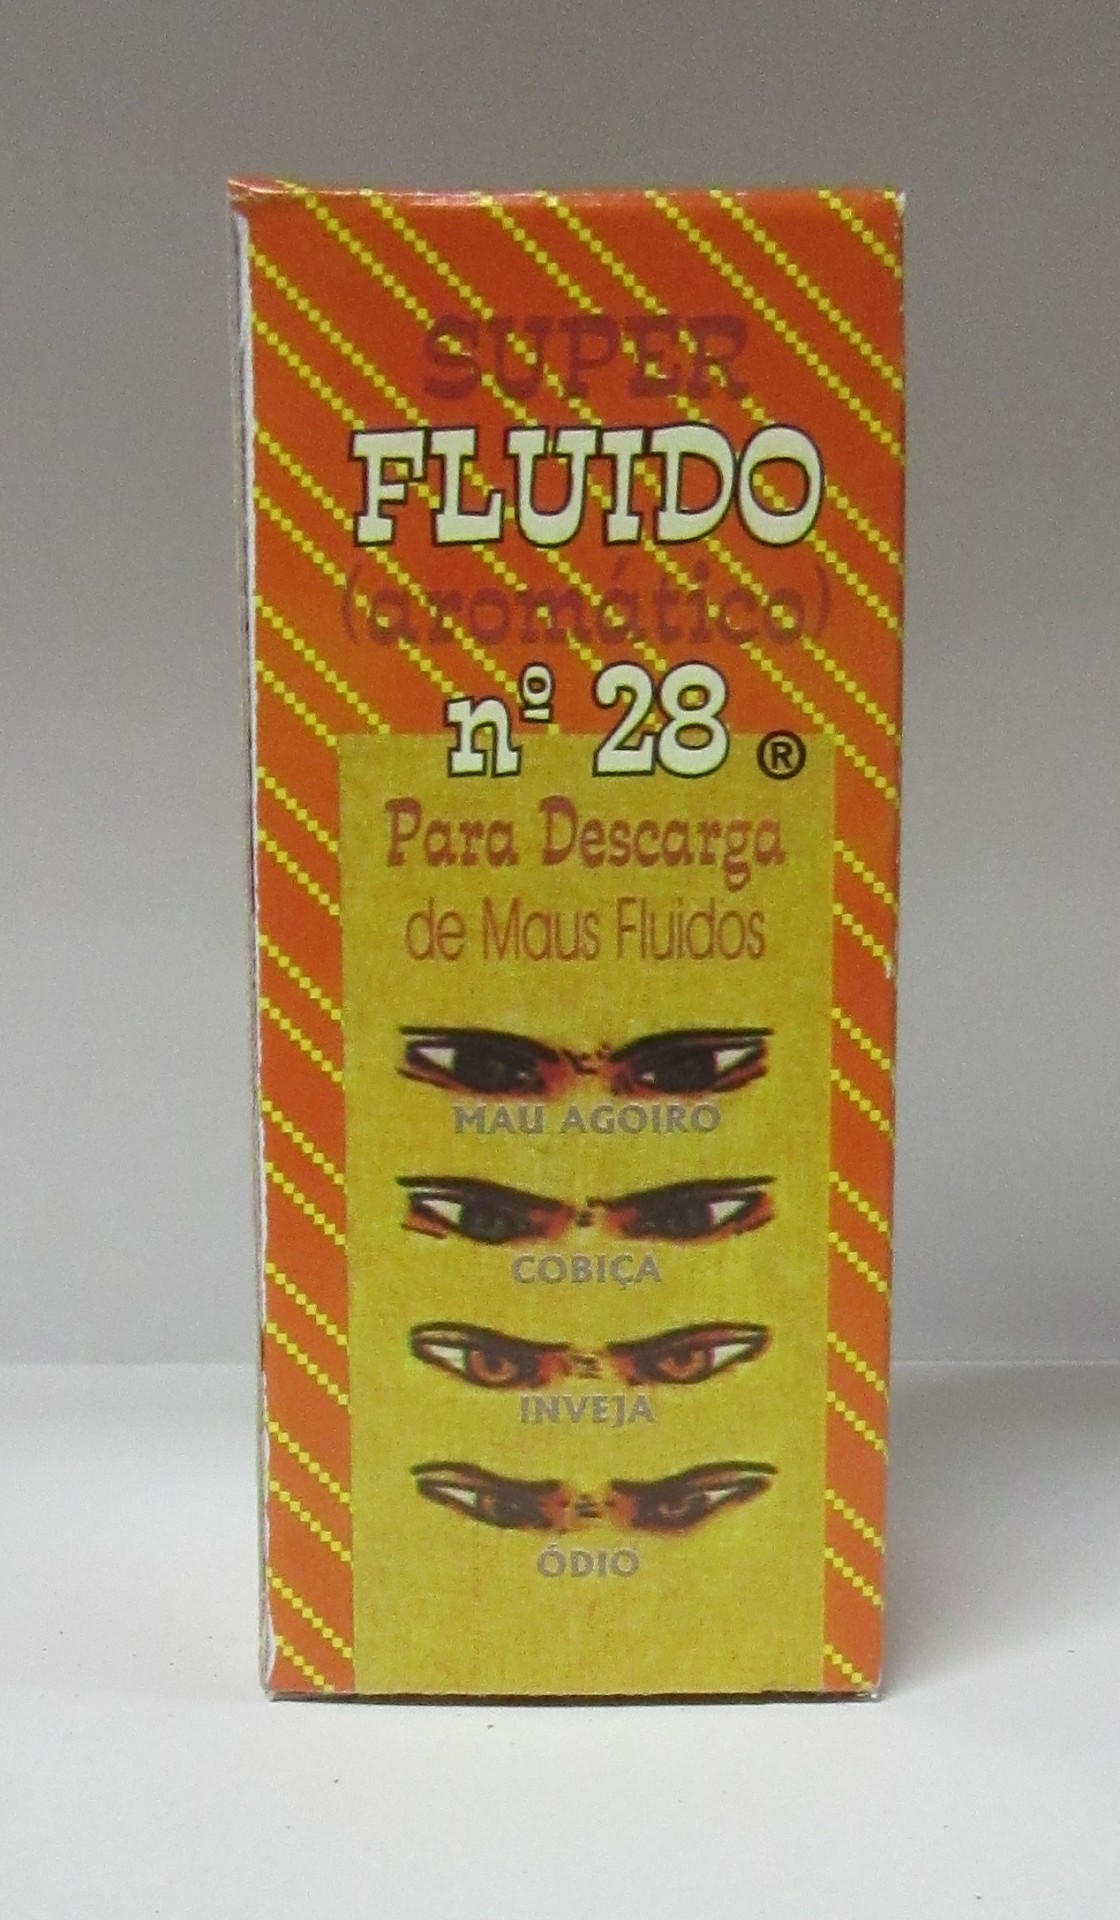 SUPER
FLUIDO
(aromático)
nº 28 ®
Para Descarga
de Maus Fluidos
MAU AGOIRO
COBIÇA
INVEJA
ÓDIO